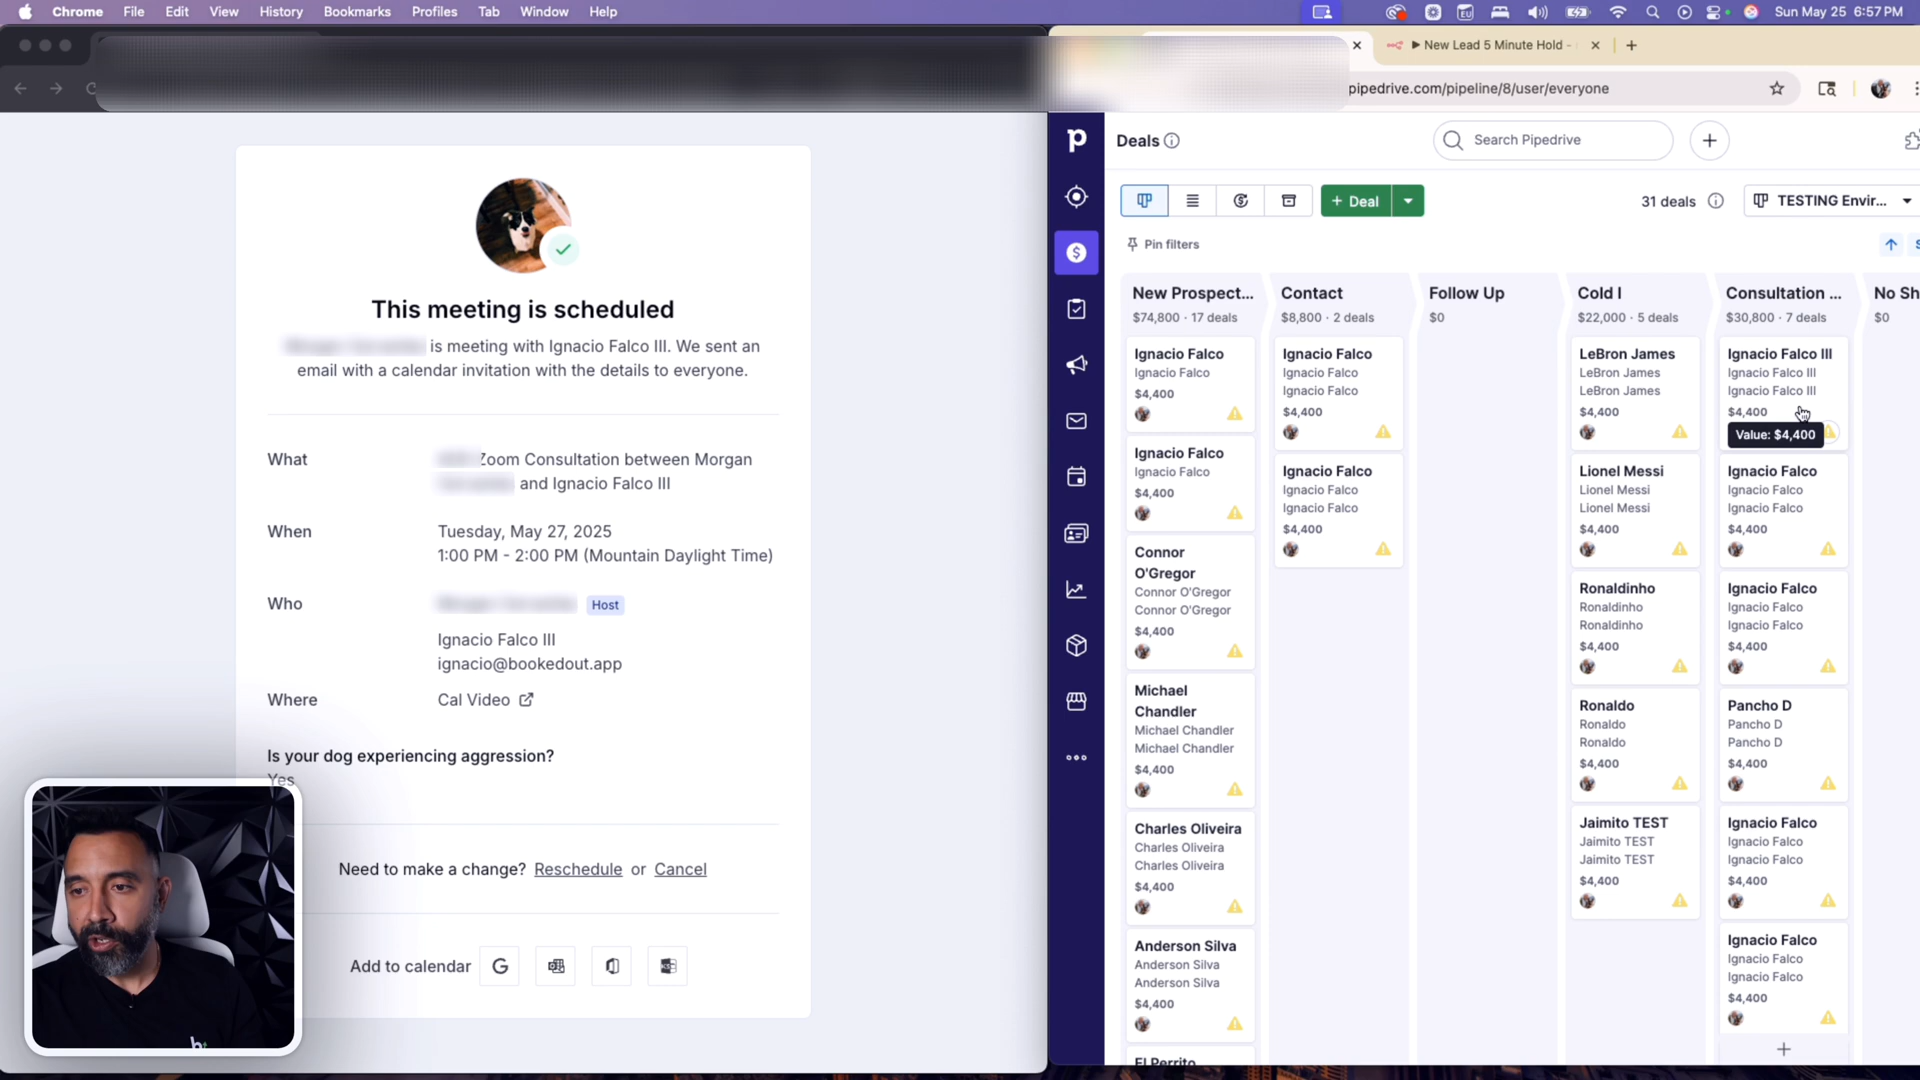 Chrome File Edit View History Bookmarks Profiles Tab Window Help
EU
Sun May 25 6:57 PM
New Lead 5 Minute Hold -
pipedrive.com/pipeline/8/user/everyone
This meeting is scheduled
is meeting with Ignacio Falco III. We sent an
email with a calendar invitation with the details to everyone.
What
Zoom Consultation between Morgan
and Ignacio Falco III
When
Tuesday, May 27, 2025
1:00 PM - 2:00 PM (Mountain Daylight Time)
Who
Host
Ignacio Falco III
ignacio@bookedout.app
Where
Cal Video
Is your dog experiencing aggression?
Yes
Need to make a change? Reschedule or Cancel
Add to calendar
G
p
Deals
Search Pipedrive
+ Deal
31 deals
TESTING Envir...
Pin filters
New Prospect...
$74,800 · 17 deals
Ignacio Falco
Ignacio Falco
$4,400
Ignacio Falco
Ignacio Falco
$4,400
Connor
O'Gregor
Connor O'Gregor
Connor O'Gregor
$4,400
Michael
Chandler
Michael Chandler
Michael Chandler
$4,400
Charles Oliveira
Charles Oliveira
Charles Oliveira
$4,400
Anderson Silva
Anderson Silva
Anderson Silva
$4,400
El Perrito
Contact
$8,800 · 2 deals
Ignacio Falco
Ignacio Falco
Ignacio Falco
$4,400
Ignacio Falco
Ignacio Falco
Ignacio Falco
$4,400
Follow Up
$0
Cold I
$22,000 · 5 deals
LeBron James
LeBron James
LeBron James
$4,400
Lionel Messi
Lionel Messi
Lionel Messi
$4,400
Ronaldinho
Ronaldinho
Ronaldinho
$4,400
Ronaldo
Ronaldo
Ronaldo
$4,400
Jaimito TEST
Jaimito TEST
Jaimito TEST
$4,400
Consultation ...
$30,800 · 7 deals
Ignacio Falco III
Ignacio Falco III
Ignacio Falco III
$4,400
Value: $4,400
Ignacio Falco
Ignacio Falco
Ignacio Falco
$4,400
Ignacio Falco
Ignacio Falco
Ignacio Falco
$4,400
Pancho D
Pancho D
Pancho D
$4,400
Ignacio Falco
Ignacio Falco
Ignacio Falco
$4,400
Ignacio Falco
Ignacio Falco
Ignacio Falco
$4,400
No Sh
$0